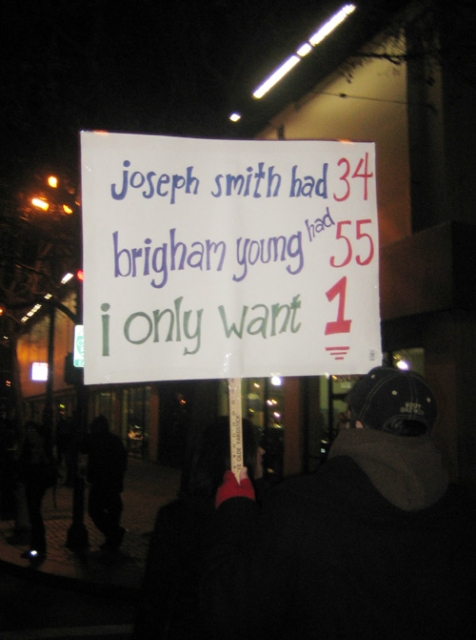 joseph smith had 34
brigham young had 55
i only want 1